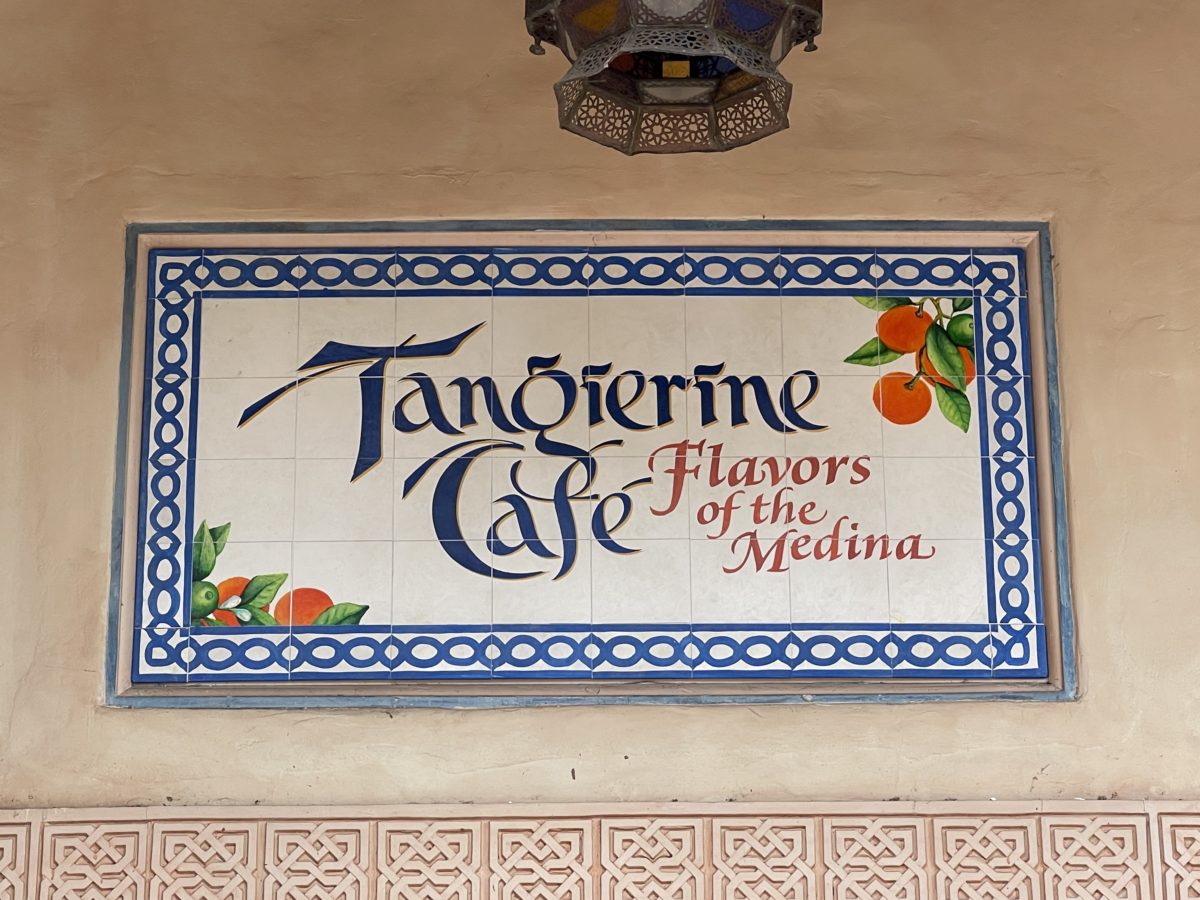 Tangierine
Café
Flavors
of the
Medina